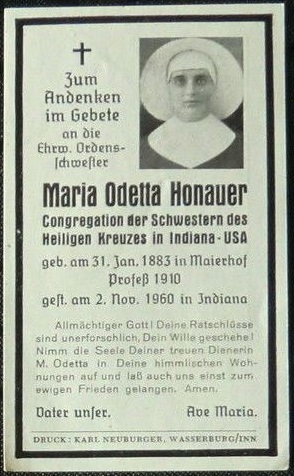 Zum
Andenken
im Gebete
an die
Ehrw. Ordens-
schwester
Maria Odetta Honauer
Congregation der Schwestern des
Heiligen Kreuzes in Indiana-USA
geb. am 31. Jan. 1883 in Maierhof
Profeß 1910
gest. am 2. Nov. 1960 in Indiana
Allmächtiger Gott! Deine Ratschlüsse
sind unerforschlich, Dein Wille geschehe!
Nimm die Seele Deiner treuen Dienerin
M. Odetta in Deine himmlischen Woh-
nungen auf und laß auch uns einst zum
ewigen Frieden gelangen. Amen.
Vater unser. Ave Maria.
DRUCK: KARL NEUBURGER, WASSERBURG/INN